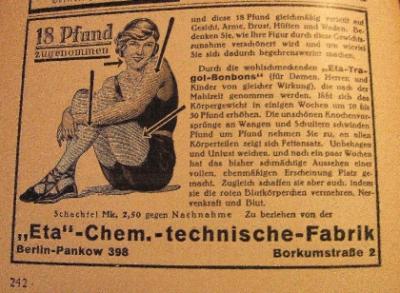 18 Pfund
zugenommen
und diese 18 Pfund gleichmäßig verteilt auf
Gesicht, Arme, Brust, Hüften und Waden. Be-
denken Sie, wie Ihre Figur durch diese Gewichts-
zunahme verschönert wird und um wieviel
Sie sich dadurch begehrenswerter machen.
Durch die wohlschmeckenden „Eta-Tra-
gol-Bonbons“ (für Damen, Herren und
Kinder von gleicher Wirkung), die nach der
Mahlzeit genommen werden, läßt sich das
Körpergewicht in einigen Wochen um 10 bis
30 Pfund erhöhen. Die unschönen Knochenvor-
sprünge an Wangen und Schultern schwinden
Pfund um Pfund nehmen Sie zu, an allen
Körperteilen zeigt sich Fettansatz. Unbehagen
und Unlust weichen, und nach ein paar Wochen
hat das bisher schmächtige Aussehen einer
vollen, ebenmäßigen Erscheinung Platz ge-
macht. Zugleich schaffen sie aber auch, indem
sie die roten Blutkörperchen vermehren, Ner-
venkraft und Blut.
Schachtel Mk. 2,50 gegen Nachnahme Zu beziehen von der
„Eta“-Chem.-technische-Fabrik
Berlin-Pankow 398 Borkumstraße 2
242